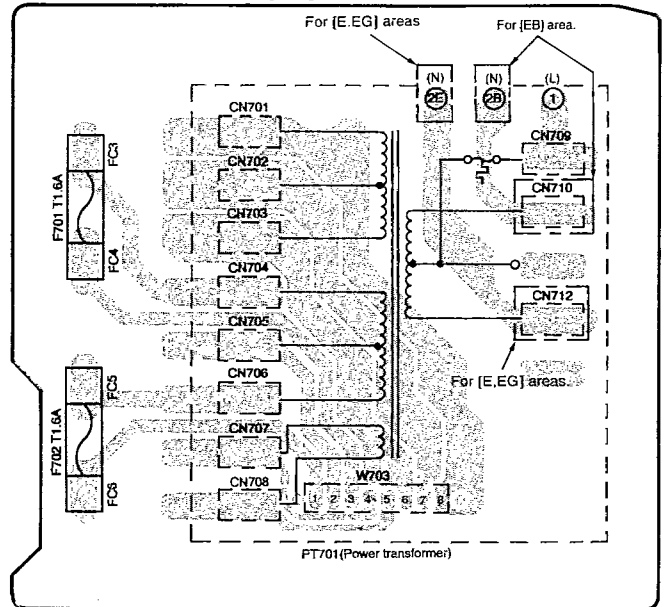 For [E.EG] areas
For [EB] area.
(N)
(N)
(L)
2E
2B
1
CN701
CN709
FC3
CN702
CN710
F701 T1.6A
CN703
FC4
CN704
CN712
CN705
For [E,EG] areas.
FC5
CN706
F702 T1.6A
CN707
W703
CN708
1 2 3 4 5 6 7 8
FC6
PT701(Power transformer)